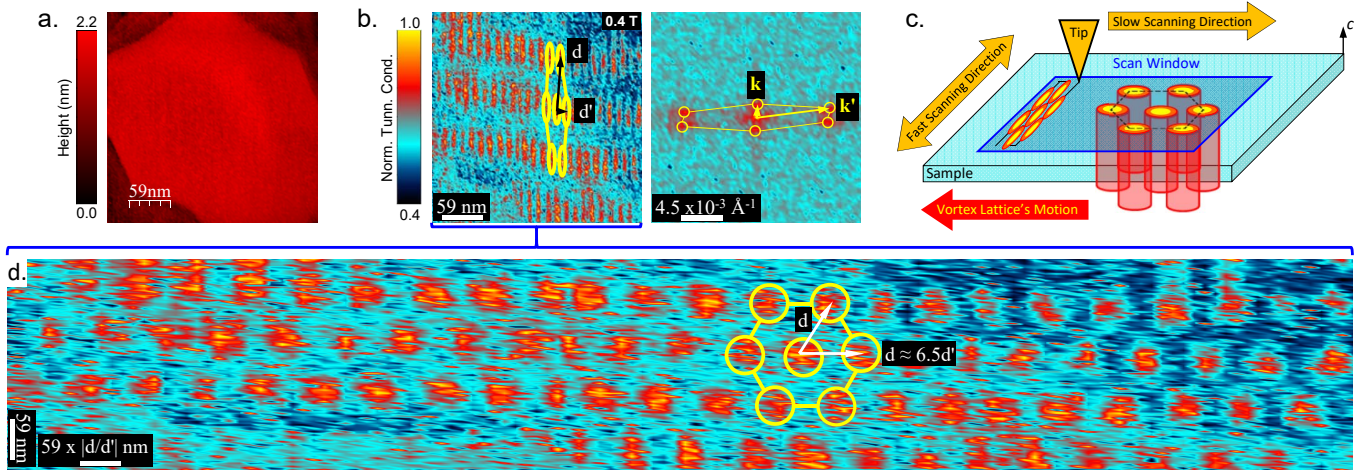 a.
2.2
Height (nm)
0.0
59nm
b.
1.0
Norm. Tunn. Cond.
0.4
0.4 T
d
d'
59 nm
k
k'
4.5 x10⁻³ Å⁻¹
c.
Slow Scanning Direction
Tip
c
Scan Window
Fast Scanning Direction
Sample
Vortex Lattice's Motion
d.
d
d ≈ 6.5d'
59 nm
59 x |d/d'| nm